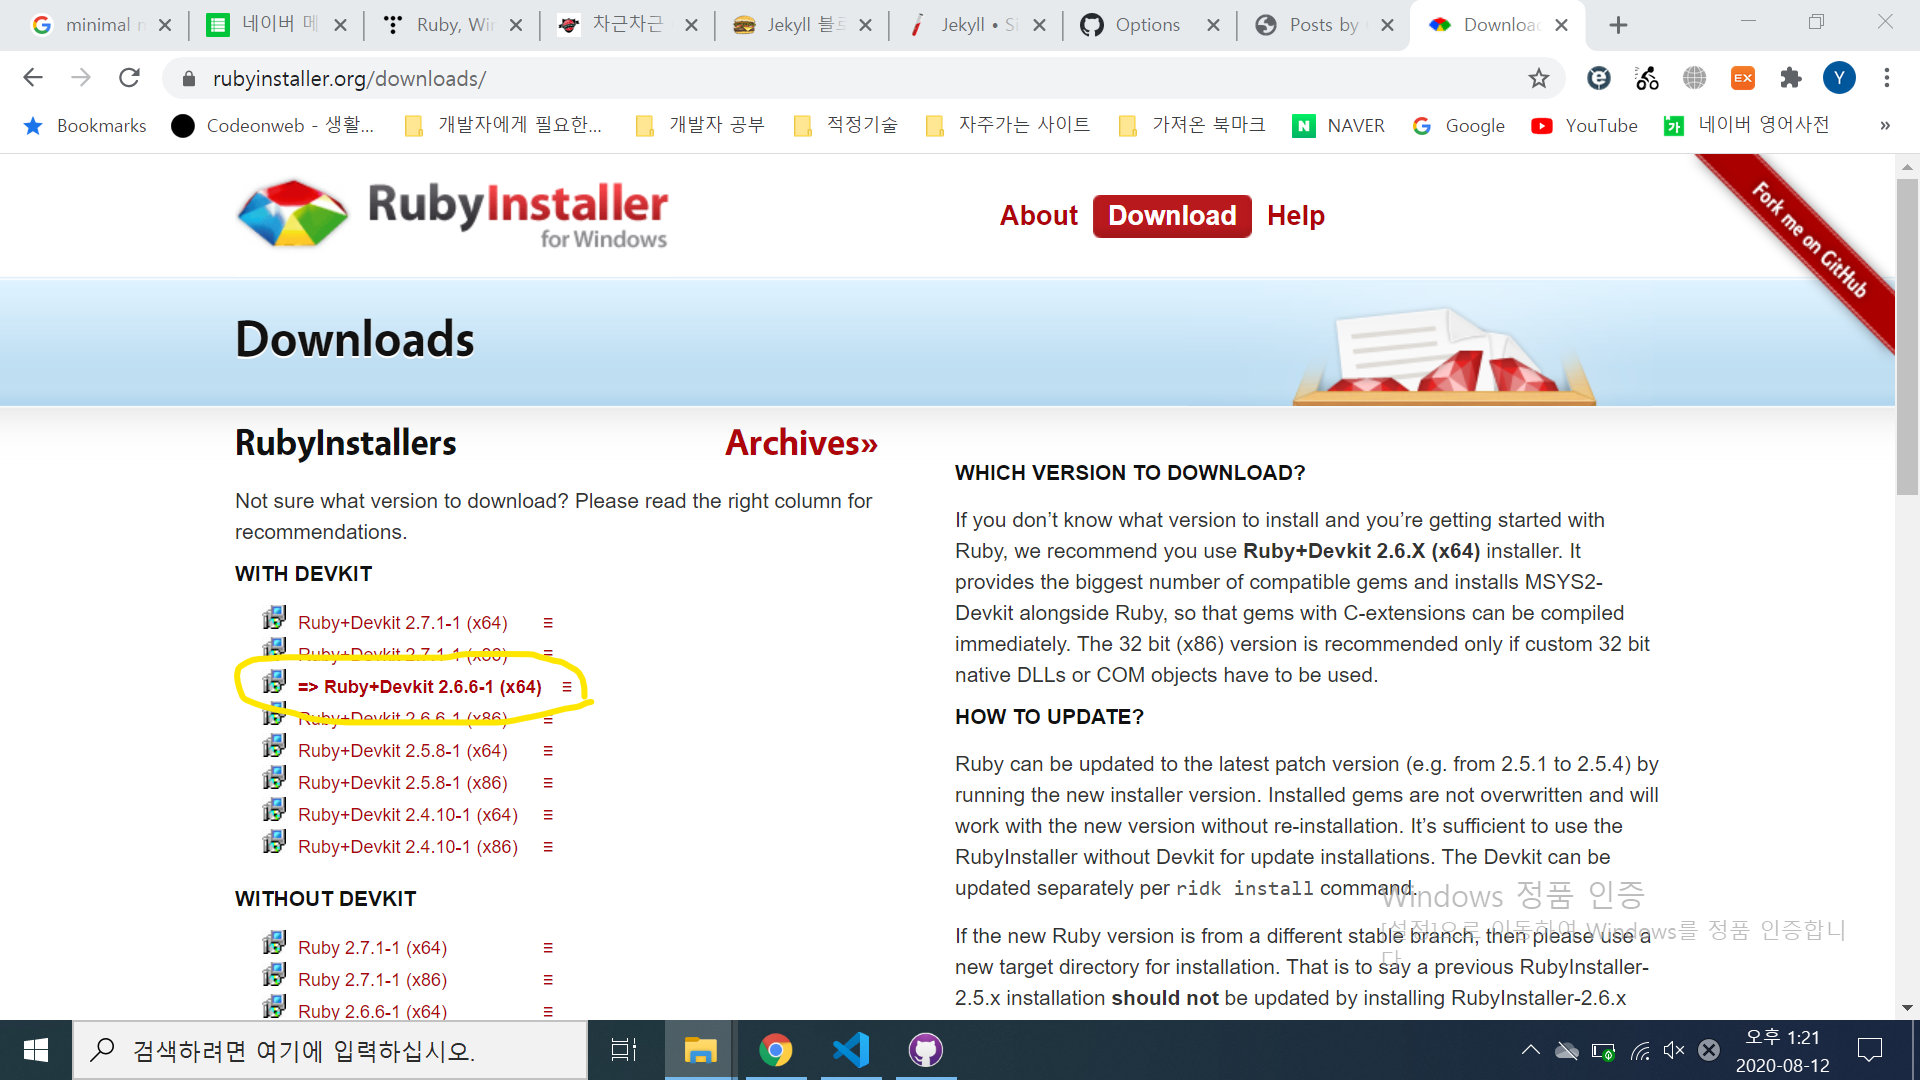 minimal
네이버 메
Ruby, Wi
차근차근
Jekyll 블
Jekyll • S
Options
Posts by
Downloa
rubyinstaller.org/downloads/
Y
EX
Bookmarks
Codeonweb - 생활...
개발자에게 필요한...
개발자 공부
적정기술
자주가는 사이트
가져온 북마크
NAVER
Google
YouTube
네이버 영어사전
»
RubyInstaller
for Windows
About
Download
Help
Fork me on GitHub
Downloads
RubyInstallers
Archives»
Not sure what version to download? Please read the right column for
recommendations.
WITH DEVKIT
Ruby+Devkit 2.7.1-1 (x64)
Ruby+Devkit 2.7.1-1 (x86)
=> Ruby+Devkit 2.6.6-1 (x64)
Ruby+Devkit 2.6.6-1 (x86)
Ruby+Devkit 2.5.8-1 (x64)
Ruby+Devkit 2.5.8-1 (x86)
Ruby+Devkit 2.4.10-1 (x64)
Ruby+Devkit 2.4.10-1 (x86)
WITHOUT DEVKIT
Ruby 2.7.1-1 (x64)
Ruby 2.7.1-1 (x86)
Ruby 2.6.6-1 (x64)
WHICH VERSION TO DOWNLOAD?
If you don’t know what version to install and you’re getting started with
Ruby, we recommend you use Ruby+Devkit 2.6.X (x64) installer. It
provides the biggest number of compatible gems and installs MSYS2-
Devkit alongside Ruby, so that gems with C-extensions can be compiled
immediately. The 32 bit (x86) version is recommended only if custom 32 bit
native DLLs or COM objects have to be used.
HOW TO UPDATE?
Ruby can be updated to the latest patch version (e.g. from 2.5.1 to 2.5.4) by
running the new installer version. Installed gems are not overwritten and will
work with the new version without re-installation. It’s sufficient to use the
RubyInstaller without Devkit for update installations. The Devkit can be
updated separately per ridk install command.
If the new Ruby version is from a different stable branch, then please use a
new target directory for installation. That is to say a previous RubyInstaller-
2.5.x installation should not be updated by installing RubyInstaller-2.6.x
Windows 정품 인증
[설정]으로 이동하여 Windows를 정품 인증합니
다.
검색하려면 여기에 입력하십시오.
오후 1:21
2020-08-12